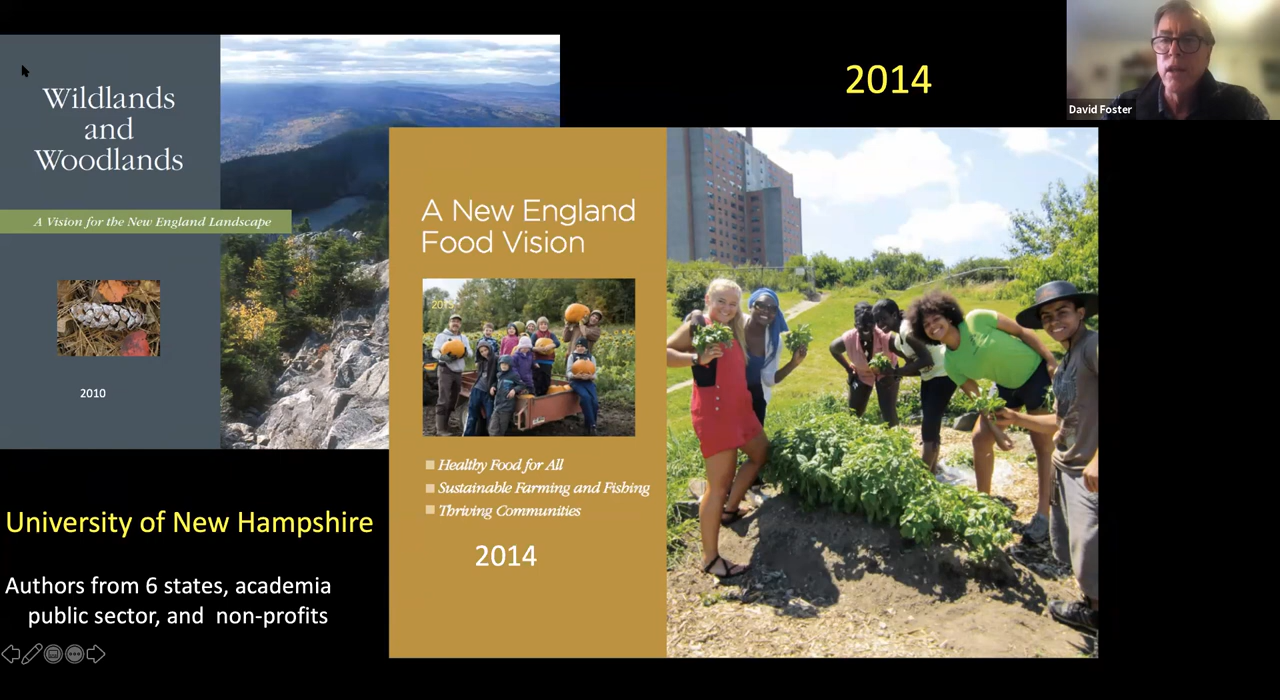 Wildlands
and
Woodlands
A Vision for the New England Landscape
2010
2014
David Foster
A New England
Food Vision
Healthy Food for All
Sustainable Farming and Fishing
Thriving Communities
2014
University of New Hampshire
Authors from 6 states, academia
public sector, and non-profits